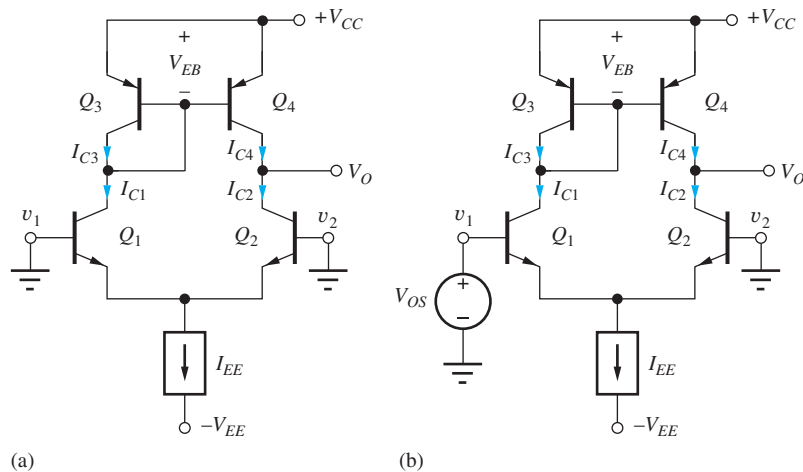 +V_CC
+
V_EB
−
Q_3
Q_4
I_C3
I_C4
V_O
I_C1
I_C2
v_1
v_2
Q_1
Q_2
I_EE
−V_EE
(a)
+V_CC
+
V_EB
−
Q_3
Q_4
I_C3
I_C4
V_O
I_C1
I_C2
v_1
v_2
Q_1
Q_2
V_OS
+
−
I_EE
−V_EE
(b)